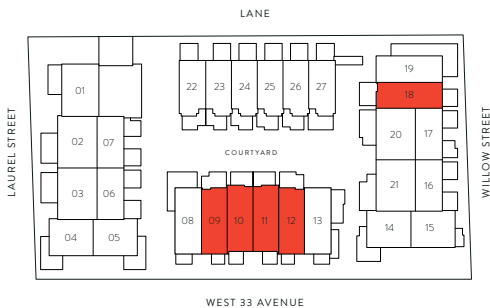 LANE
LAUREL STREET
WILLOW STREET
01
22 23 24 25 26 27
19
18
02 07
20 17
COURTYARD
03 06
21 16
04 05
08 09 10 11 12 13
14 15
WEST 33 AVENUE